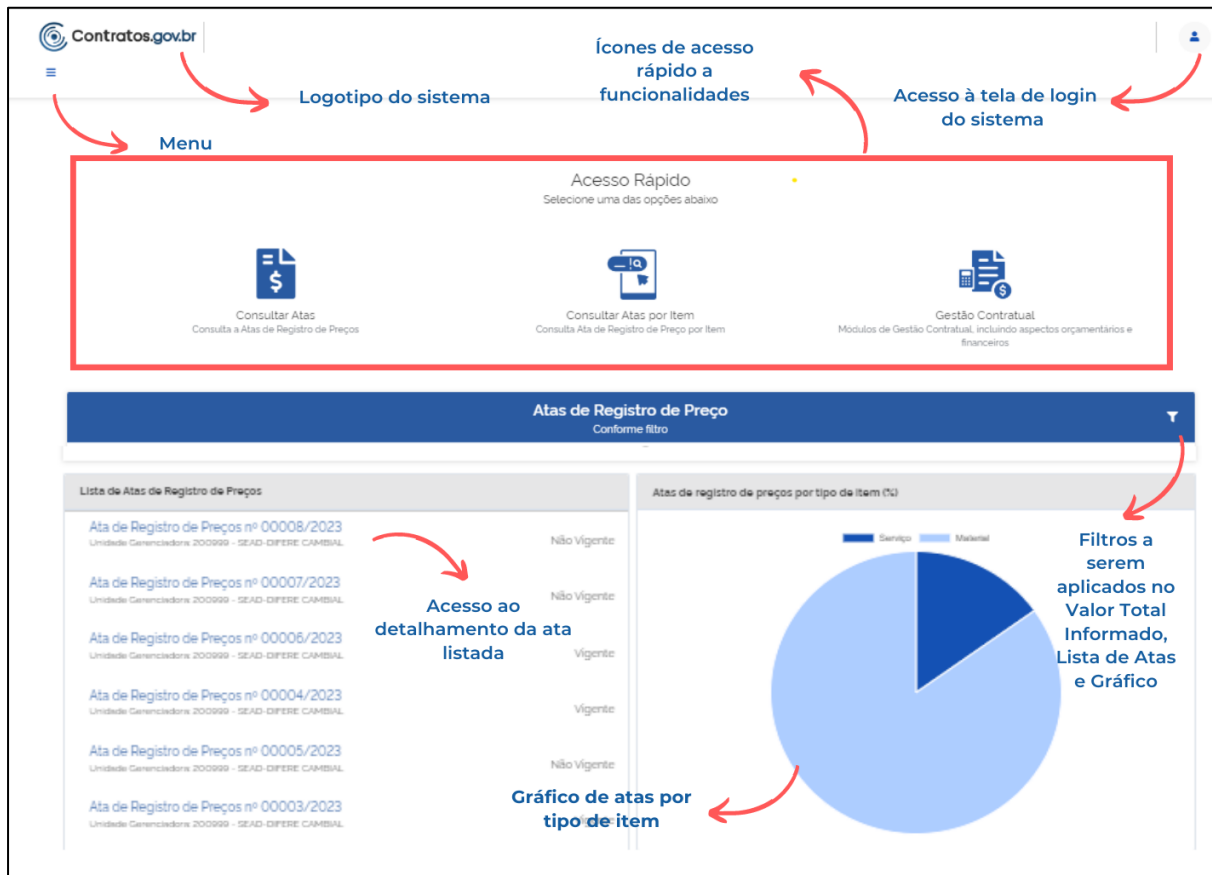 Contratos.gov.br
Ícones de acesso
rápido a
funcionalidades
Logotipo do sistema
Acesso à tela de login
do sistema
Menu
Acesso Rápido
Selecione uma das opções abaixo
Consultar Atas
Consulta a Atas de Registro de Preços
Consultar Atas por Item
Consulta Ata de Registro de Preço por Item
Gestão Contratual
Módulos de Gestão Contratual, incluindo aspectos orçamentários e
financeiros
Atas de Registro de Preço
Conforme filtro
Lista de Atas de Registro de Preços
Ata de Registro de Preços nº 00008/2023
Unidade Gerenciadora: 200999 - SEAD-DIFERE CAMBIAL
Não Vigente
Ata de Registro de Preços nº 00007/2023
Unidade Gerenciadora: 200999 - SEAD-DIFERE CAMBIAL
Não Vigente
Ata de Registro de Preços nº 00006/2023
Unidade Gerenciadora: 200999 - SEAD-DIFERE CAMBIAL
Vigente
Ata de Registro de Preços nº 00004/2023
Unidade Gerenciadora: 200999 - SEAD-DIFERE CAMBIAL
Vigente
Ata de Registro de Preços nº 00005/2023
Unidade Gerenciadora: 200999 - SEAD-DIFERE CAMBIAL
Não Vigente
Ata de Registro de Preços nº 00003/2023
Unidade Gerenciadora: 200999 - SEAD-DIFERE CAMBIAL
Acesso ao
detalhamento da ata
listada
Atas de registro de preços por tipo de item (%)
Serviço
Material
Filtros a
serem
aplicados no
Valor Total
Informado,
Lista de Atas
e Gráfico
Gráfico de atas por
tipo de item